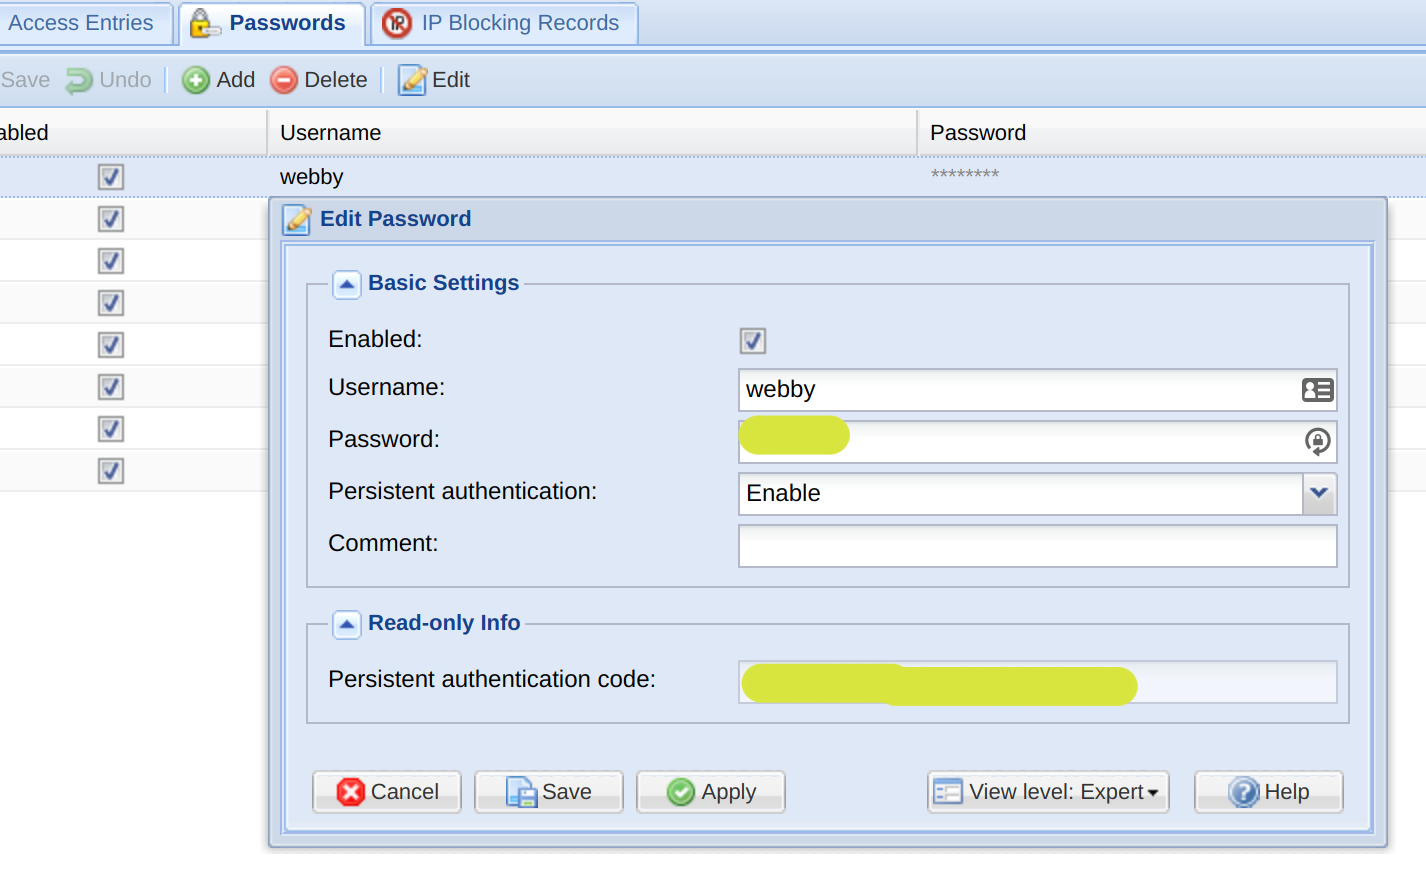 Access Entries Passwords IP Blocking Records
Save Undo Add Delete Edit
abled Username Password
webby ********
Edit Password
Basic Settings
Enabled:
Username: webby
Password:
Persistent authentication: Enable
Comment:
Read-only Info
Persistent authentication code:
Cancel Save Apply View level: Expert Help